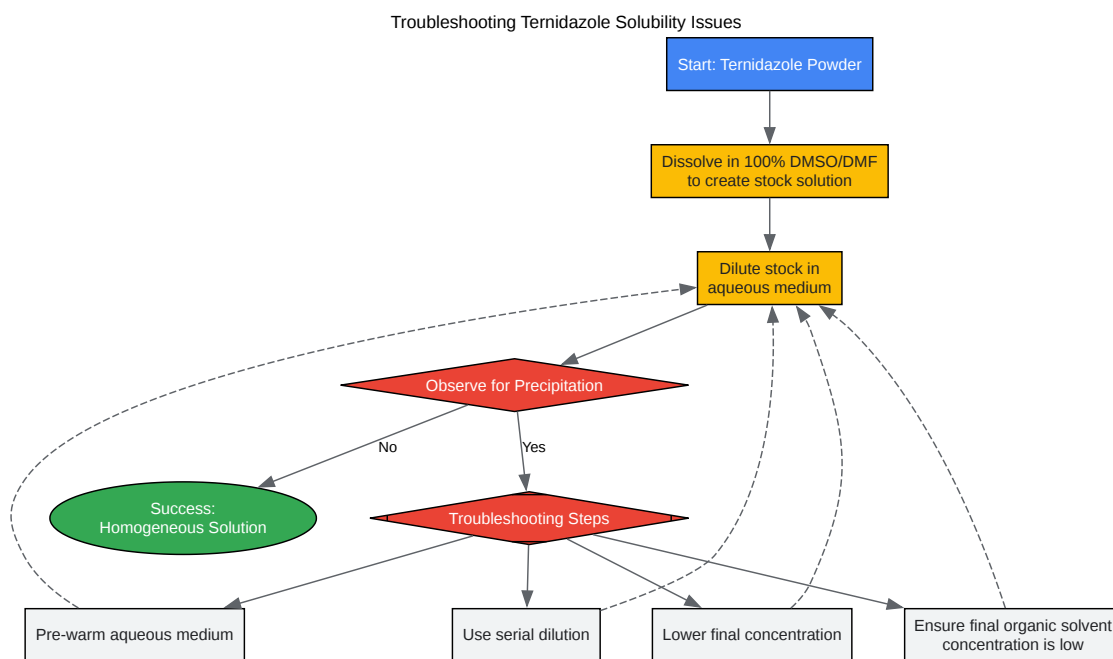 Troubleshooting Ternidazole Solubility Issues
Start: Ternidazole Powder
Dissolve in 100% DMSO/DMF
to create stock solution
Dilute stock in
aqueous medium
Observe for Precipitation
No
Yes
Success:
Homogeneous Solution
Troubleshooting Steps
Pre-warm aqueous medium
Use serial dilution
Lower final concentration
Ensure final organic solvent
concentration is low